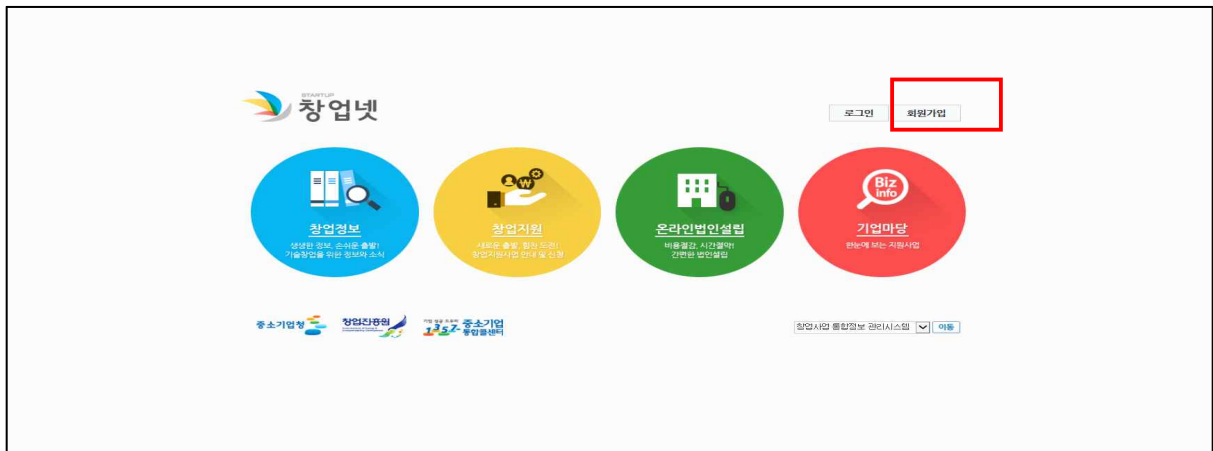 STARTUP
창업넷
로그인
회원가입
Biz
info
창업정보
생생한 정보, 손쉬운 출발!
기술창업을 위한 정보와 소식
창업지원
새로운 출발, 힘찬 도전!
창업지원사업 안내 및 신청
온라인법인설립
비용절감, 시간절약!
간편한 법인설립
기업마당
한눈에 보는 지원사업
중소기업청
창업진흥원
1357 중소기업
통합콜센터
창업사업 통합정보 관리시스템
이동